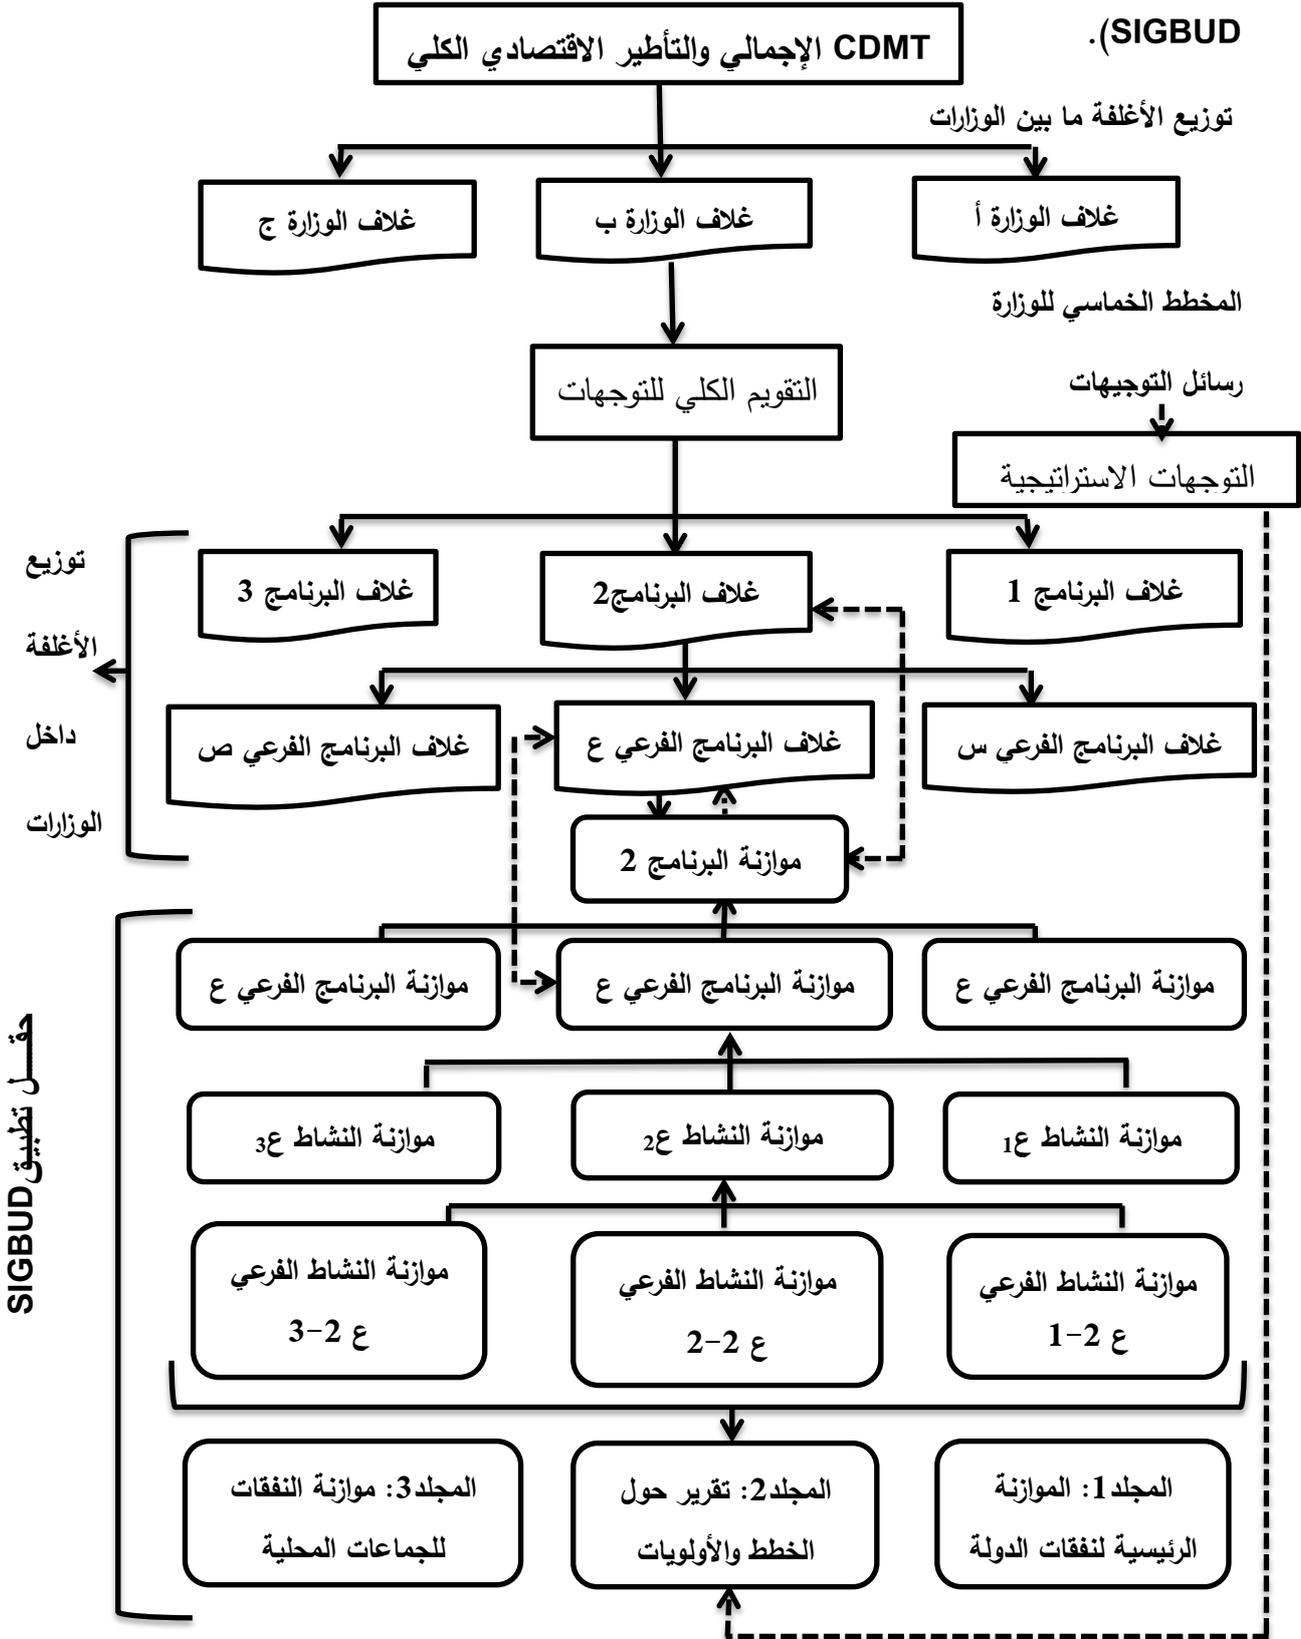 SIGBUD).
CDMT الإجمالي والتأطير الاقتصادي الكلي
توزيع الأغلفة ما بين الوزارات
غلاف الوزارة أ
غلاف الوزارة ب
غلاف الوزارة ج
المخطط الخماسي للوزارة
التقويم الكلي للتوجهات
رسائل التوجيهات
التوجهات الاستراتيجية
توزيع
الأغلفة
داخل
الوزارات
غلاف البرنامج 1
غلاف البرنامج2
غلاف البرنامج 3
غلاف البرنامج الفرعي س
غلاف البرنامج الفرعي ع
غلاف البرنامج الفرعي ص
موازنة البرنامج 2
حقــــل تطبيق SIGBUD
موازنة البرنامج الفرعي ع
موازنة البرنامج الفرعي ع
موازنة البرنامج الفرعي ع
موازنة النشاط ع1
موازنة النشاط ع2
موازنة النشاط ع3
موازنة النشاط الفرعي
ع 2-1
موازنة النشاط الفرعي
ع 2-2
موازنة النشاط الفرعي
ع 2-3
المجلد1: الموازنة
الرئيسية لنفقات الدولة
المجلد2: تقرير حول
الخطط والأولويات
المجلد3: موازنة النفقات
للجماعات المحلية